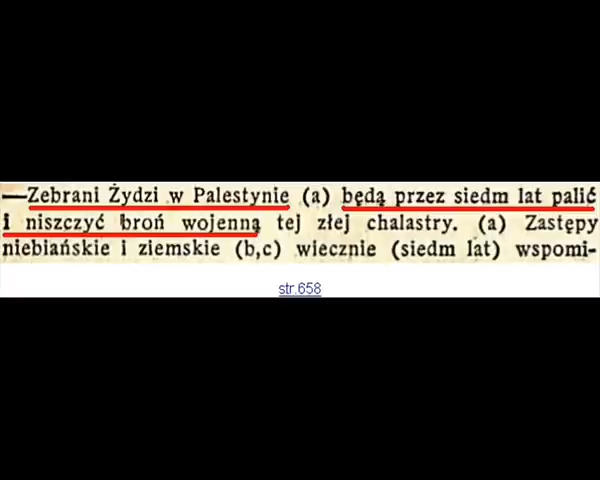 —Zebrani Żydzi w Palestynie (a) będą przez siedm lat palić
i niszczyć broń wojenną tej złej chalastry. (a) Zastępy
niebiańskie i ziemskie (b,c) wiecznie (siedm lat) wspomi-
str.658